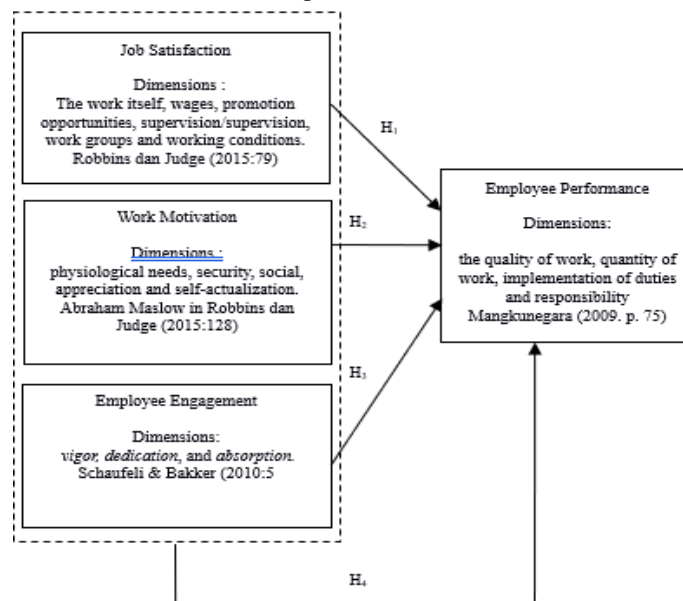 Job Satisfaction
Dimensions :
The work itself, wages, promotion
opportunities, supervision/supervision,
work groups and working conditions.
Robbins dan Judge (2015:79)
H₁
Work Motivation
Dimensions :
physiological needs, security, social,
appreciation and self-actualization.
Abraham Maslow in Robbins dan
Judge (2015:128)
H₂
Employee Engagement
Dimensions:
vigor, dedication, and absorption.
Schaufeli & Bakker (2010:5
H₃
Employee Performance
Dimensions:
the quality of work, quantity of
work, implementation of duties
and responsibility
Mangkunegara (2009. p. 75)
H₄